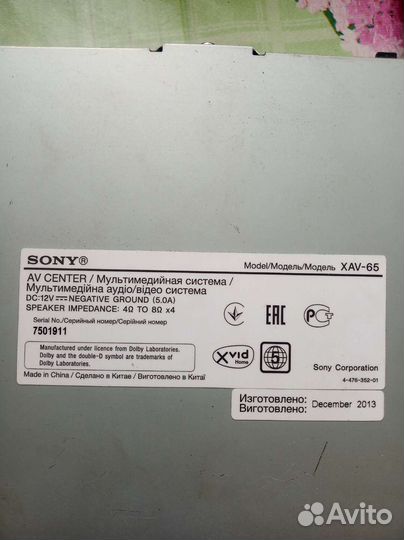 SONY®
Model/Модель/Модель XAV-65
AV CENTER / Мультимедийная система /
Мультимедійна аудіо/відео система
DC:12V NEGATIVE GROUND (5.0A)
SPEAKER IMPEDANCE: 4Ω TO 8Ω x4
Serial No./Серийный номер/Серійний номер
7501911
EAC
PCT
Manufactured under licence from Dolby Laboratories.
Dolby and the double-D symbol are trademarks of
Dolby Laboratories.
Xvid
Home
5
Sony Corporation
Made in China / Сделано в Китае / Вироблено в Китаї
4-476-352-01
Изготовлено:
Виготовлено: December 2013
Avito